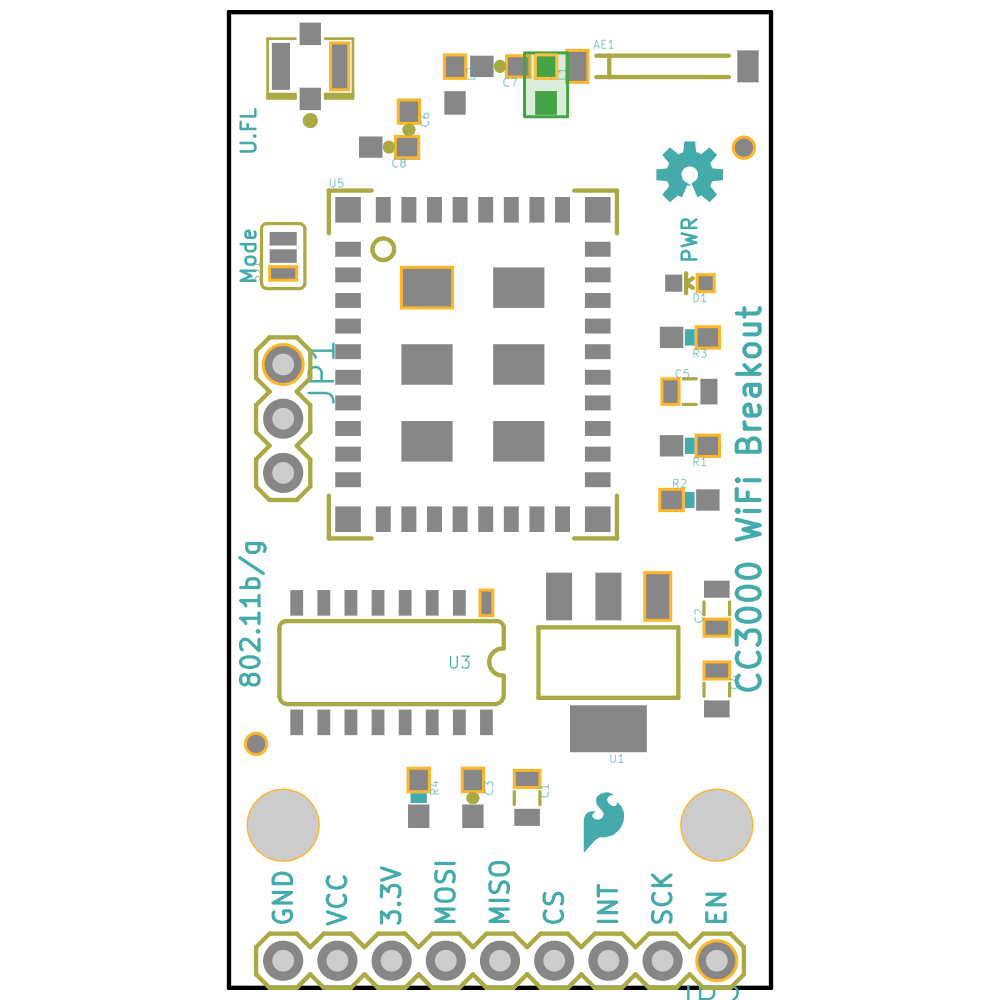 AE1
C7
C6
U.FL
C8
U5
PWR
Mode
D1
R3
JP1
C5
CC3000 WiFi Breakout
R1
R2
802.11b/g
C2
U3
U1
R4
C3
C1
GND
VCC
3.3V
MOSI
MISO
CS
INT
SCK
EN